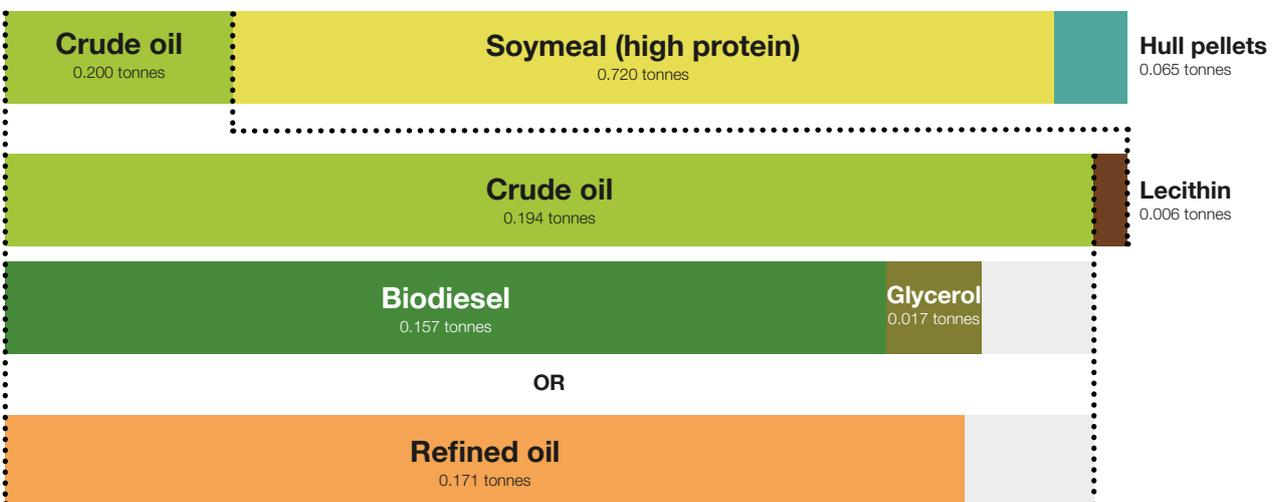 Crude oil
0.200 tonnes
Soymeal (high protein)
0.720 tonnes
Hull pellets
0.065 tonnes
Crude oil
0.194 tonnes
Lecithin
0.006 tonnes
Biodiesel
0.157 tonnes
Glycerol
0.017 tonnes
OR
Refined oil
0.171 tonnes